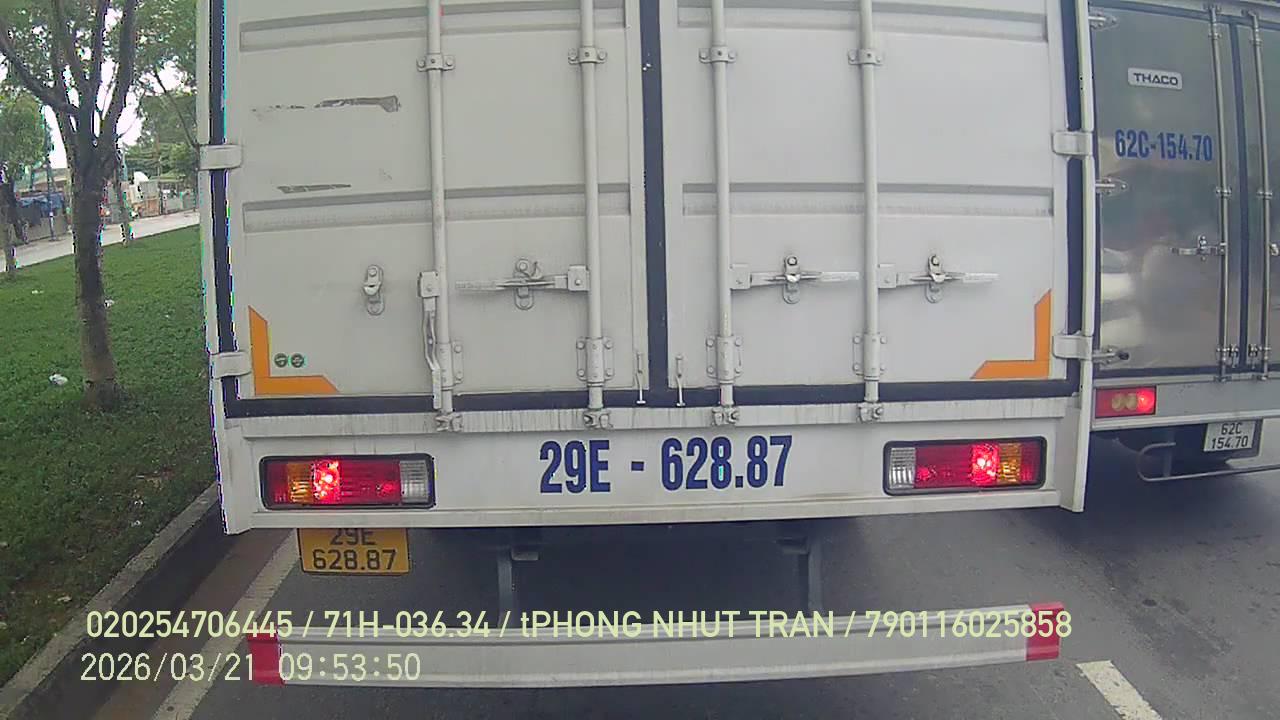 THACO
62C-154.70
29E - 628.87
62C
154.70
29E
628.87
020254706445 / 71H-036.34 / tPHONG NHUT TRAN / 790116025858
2026/03/21 09:53:50